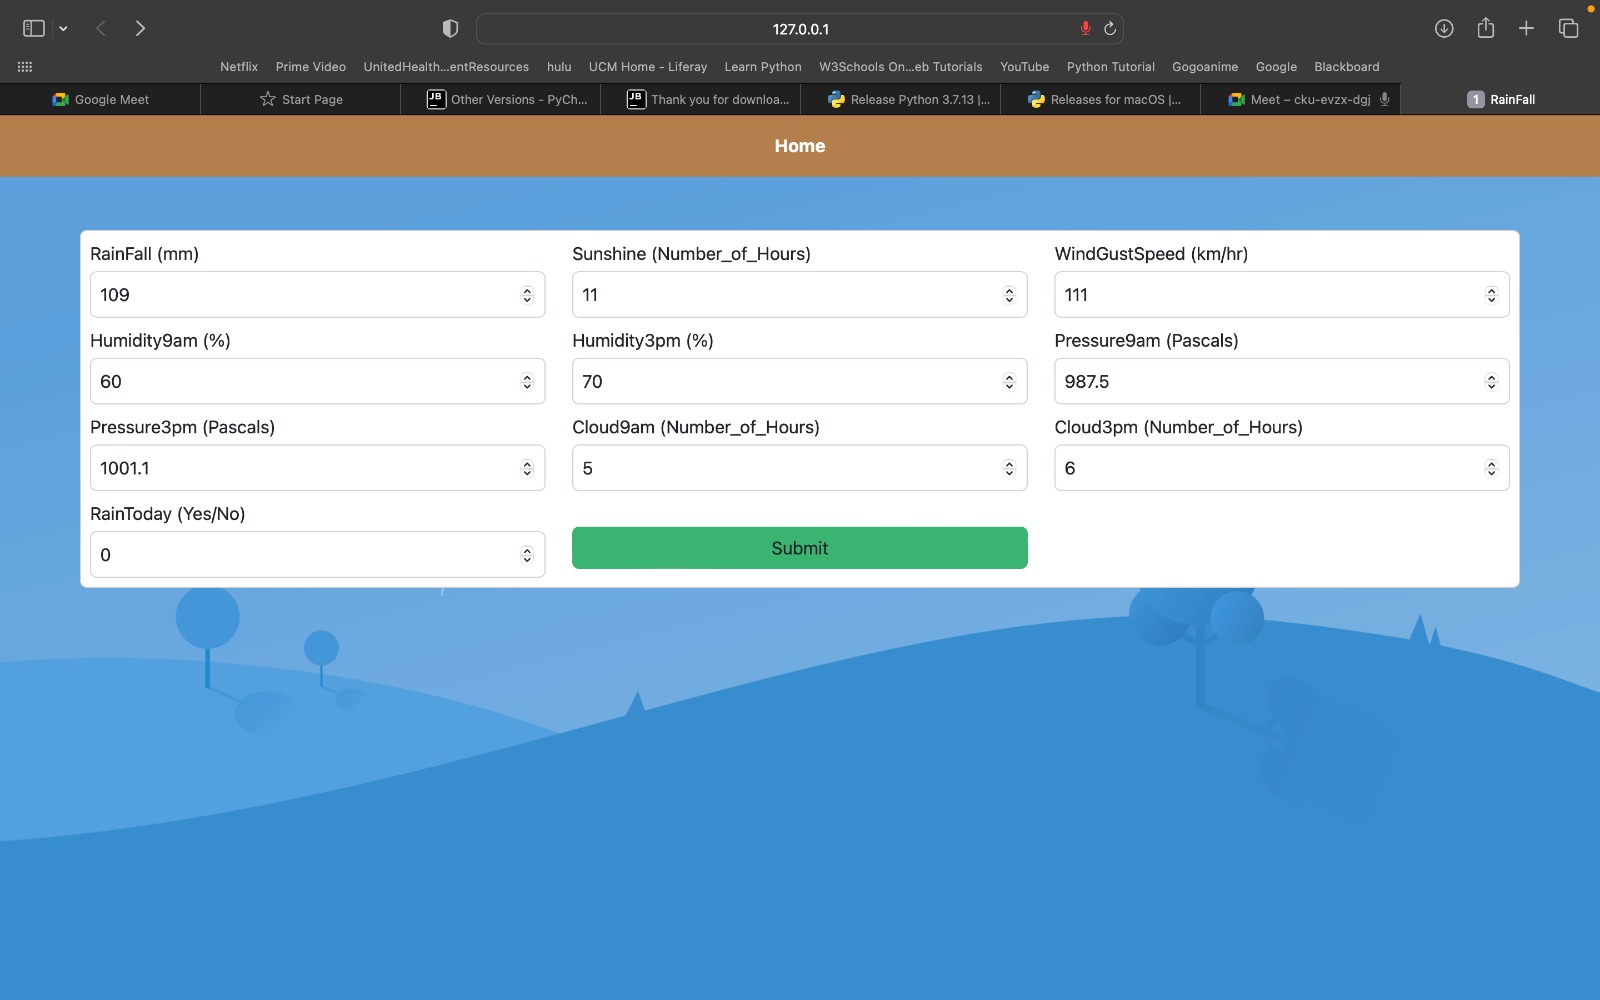 127.0.0.1
Netflix Prime Video UnitedHealth...entResources hulu UCM Home - Liferay Learn Python W3Schools On...eb Tutorials YouTube Python Tutorial Gogoanime Google Blackboard
Google Meet Start Page JB Other Versions - PyCh... JB Thank you for downloa... Release Python 3.7.13 |... Releases for macOS |... Meet – cku-evzx-dgj 1 RainFall
Home
RainFall (mm) Sunshine (Number_of_Hours) WindGustSpeed (km/hr)
109 11 111
Humidity9am (%) Humidity3pm (%) Pressure9am (Pascals)
60 70 987.5
Pressure3pm (Pascals) Cloud9am (Number_of_Hours) Cloud3pm (Number_of_Hours)
1001.1 5 6
RainToday (Yes/No)
0 Submit